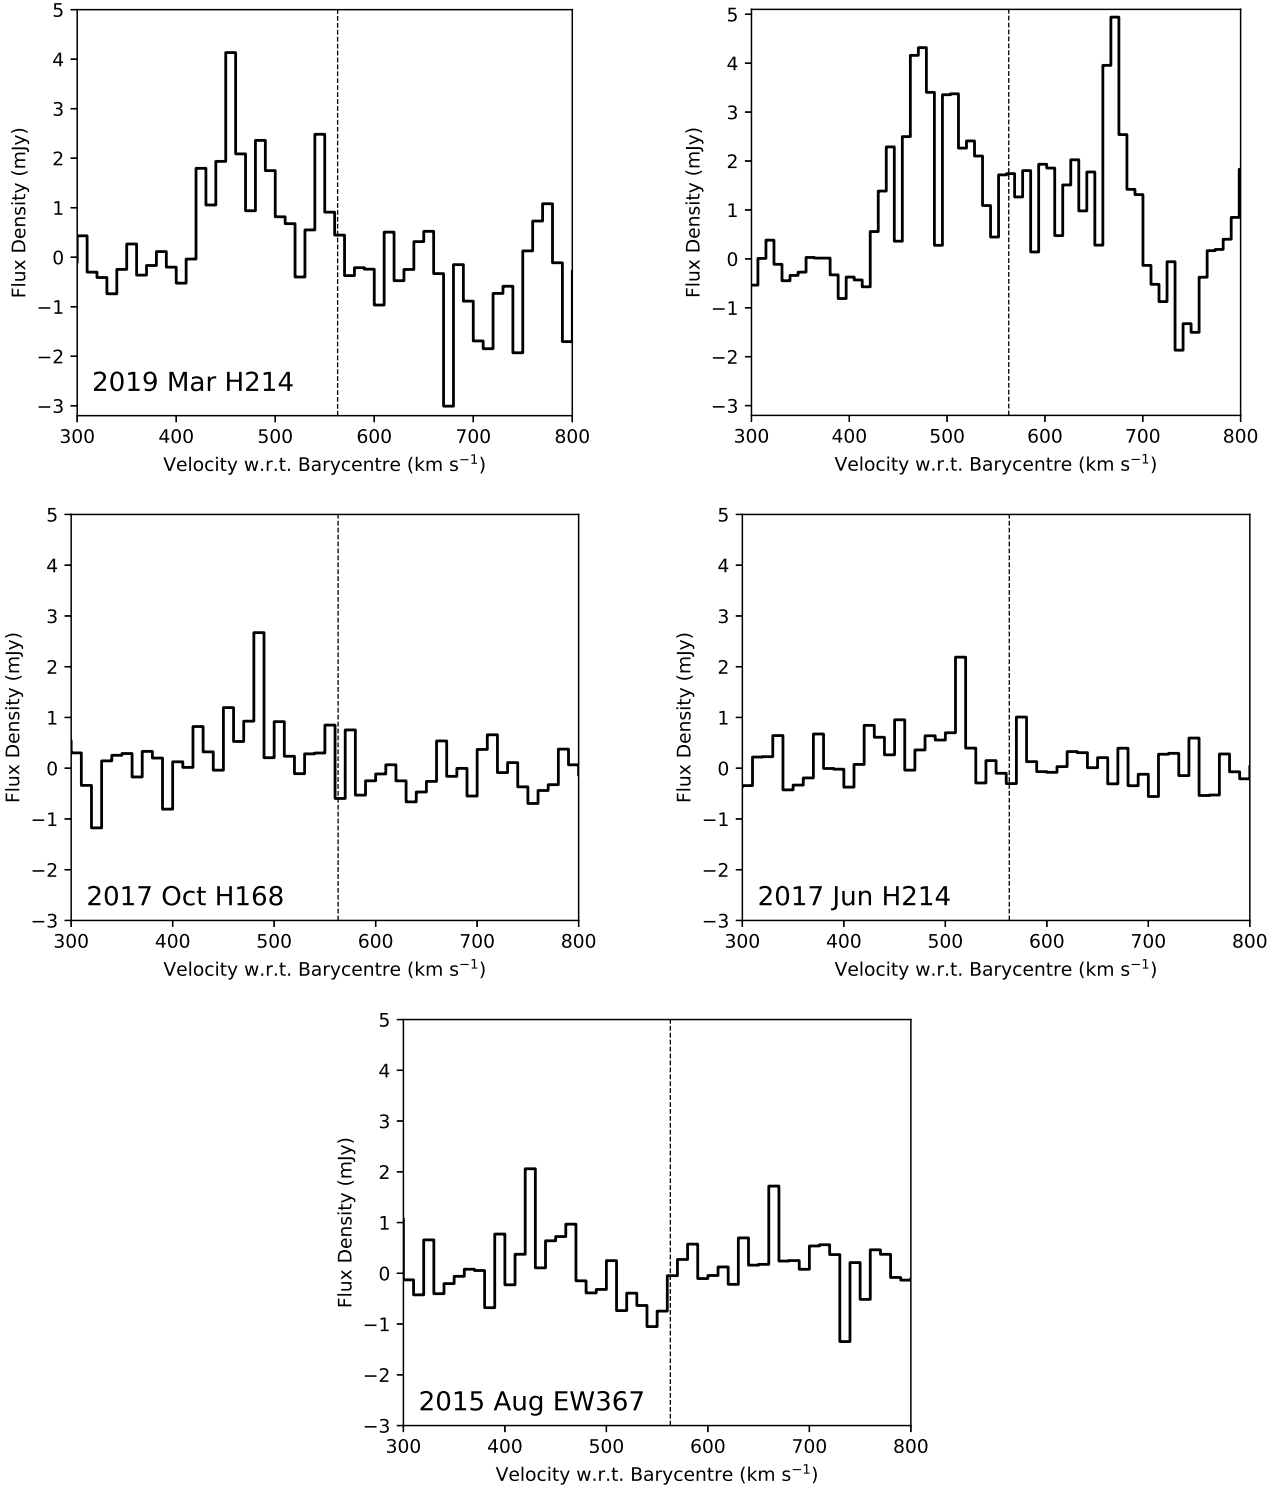 5
4
3
2
1
0
−1
−2
−3
Flux Density (mJy)
2019 Mar H214
300 400 500 600 700 800
Velocity w.r.t. Barycentre (km s⁻¹)
5
4
3
2
1
0
−1
−2
−3
Flux Density (mJy)
300 400 500 600 700 800
Velocity w.r.t. Barycentre (km s⁻¹)
5
4
3
2
1
0
−1
−2
−3
Flux Density (mJy)
2017 Oct H168
300 400 500 600 700 800
Velocity w.r.t. Barycentre (km s⁻¹)
5
4
3
2
1
0
−1
−2
−3
Flux Density (mJy)
2017 Jun H214
300 400 500 600 700 800
Velocity w.r.t. Barycentre (km s⁻¹)
5
4
3
2
1
0
−1
−2
−3
Flux Density (mJy)
2015 Aug EW367
300 400 500 600 700 800
Velocity w.r.t. Barycentre (km s⁻¹)